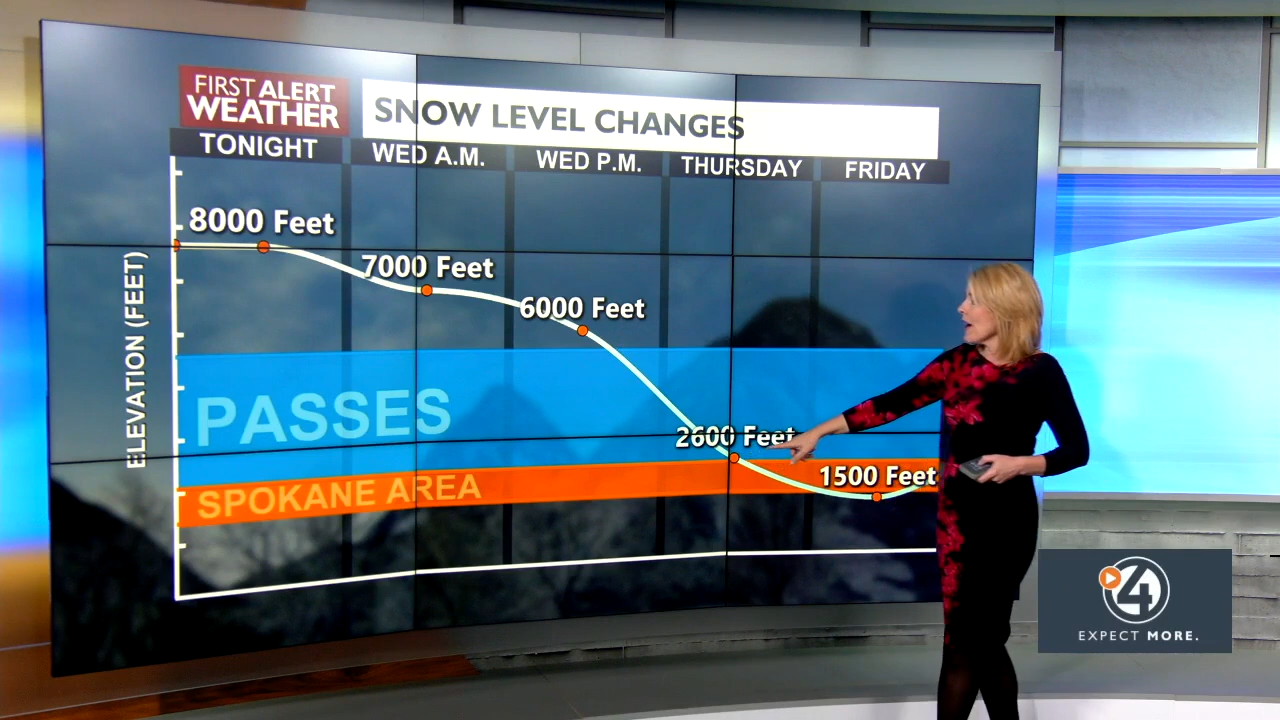 FIRST ALERT
WEATHER
SNOW LEVEL CHANGES
TONIGHT
WED A.M.
WED P.M.
THURSDAY
FRIDAY
8000 Feet
7000 Feet
6000 Feet
2600 Feet
1500 Feet
ELEVATION (FEET)
PASSES
SPOKANE AREA
4
EXPECT MORE.